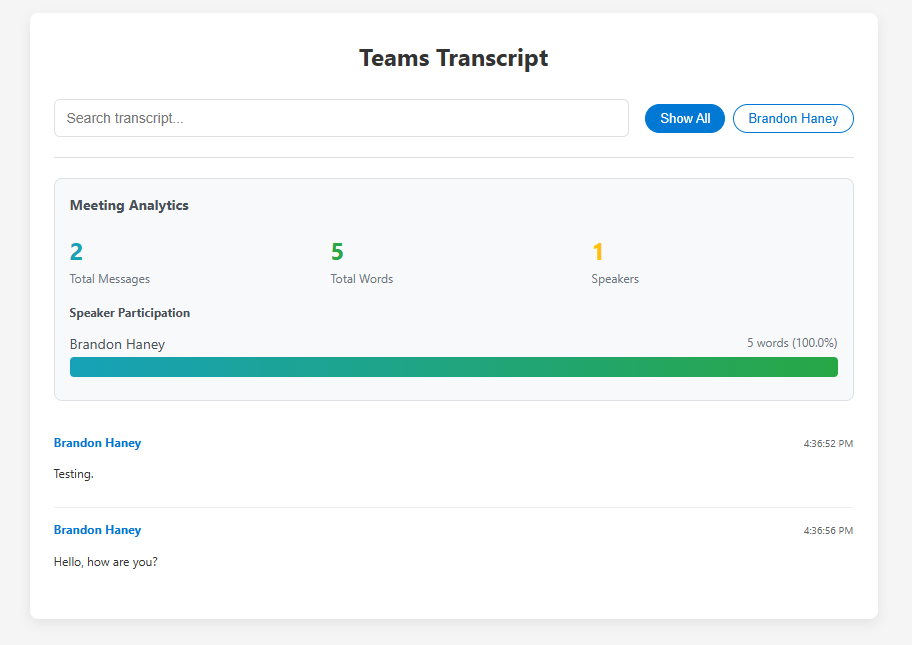 Teams Transcript
Search transcript...
Show All
Brandon Haney
Meeting Analytics
2
Total Messages
5
Total Words
1
Speakers
Speaker Participation
Brandon Haney
5 words (100.0%)
Brandon Haney
4:36:52 PM
Testing.
Brandon Haney
4:36:56 PM
Hello, how are you?